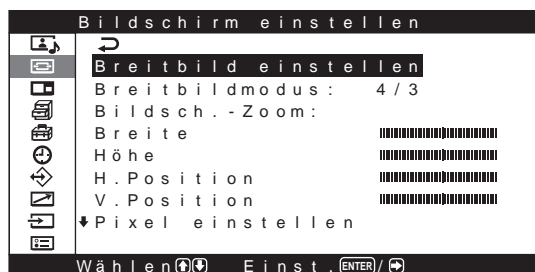 Bildschirm einstellen
Breitbild einstellen
Breitbildmodus: 4/3
Bildsch.-Zoom:
Breite
Höhe
H.Position
V.Position
Pixel einstellen
Wählen Einst. ENTER/